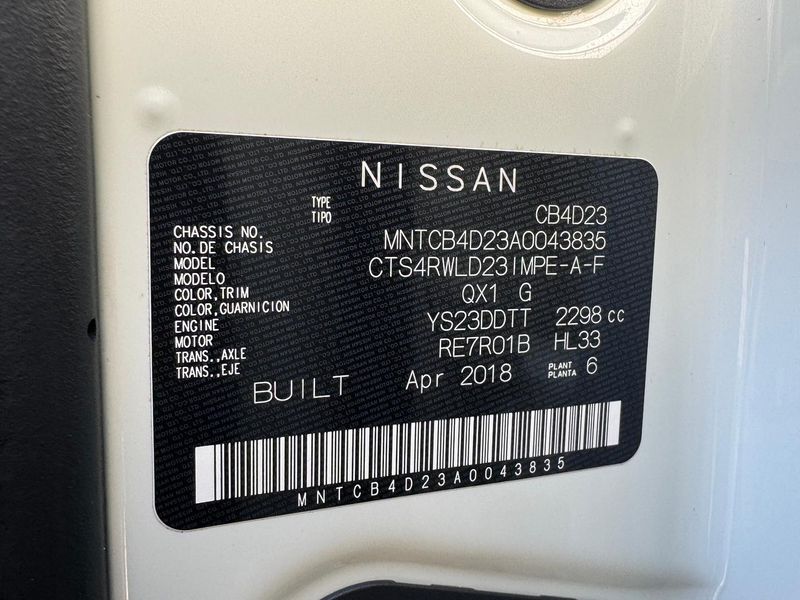 NISSAN
TYPE
TIPO CB4D23
CHASSIS NO.
NO. DE CHASIS MNTCB4D23A0043835
MODEL
MODELO CTS4RWLD23IMPE-A-F
COLOR,TRIM
COLOR,GUARNICION QX1 G
ENGINE
MOTOR YS23DDTT 2298 cc
TRANS.,AXLE
TRANS.,EJE RE7R01B HL33
BUILT Apr 2018 PLANT
PLANTA 6
MNTCB4D23A0043835